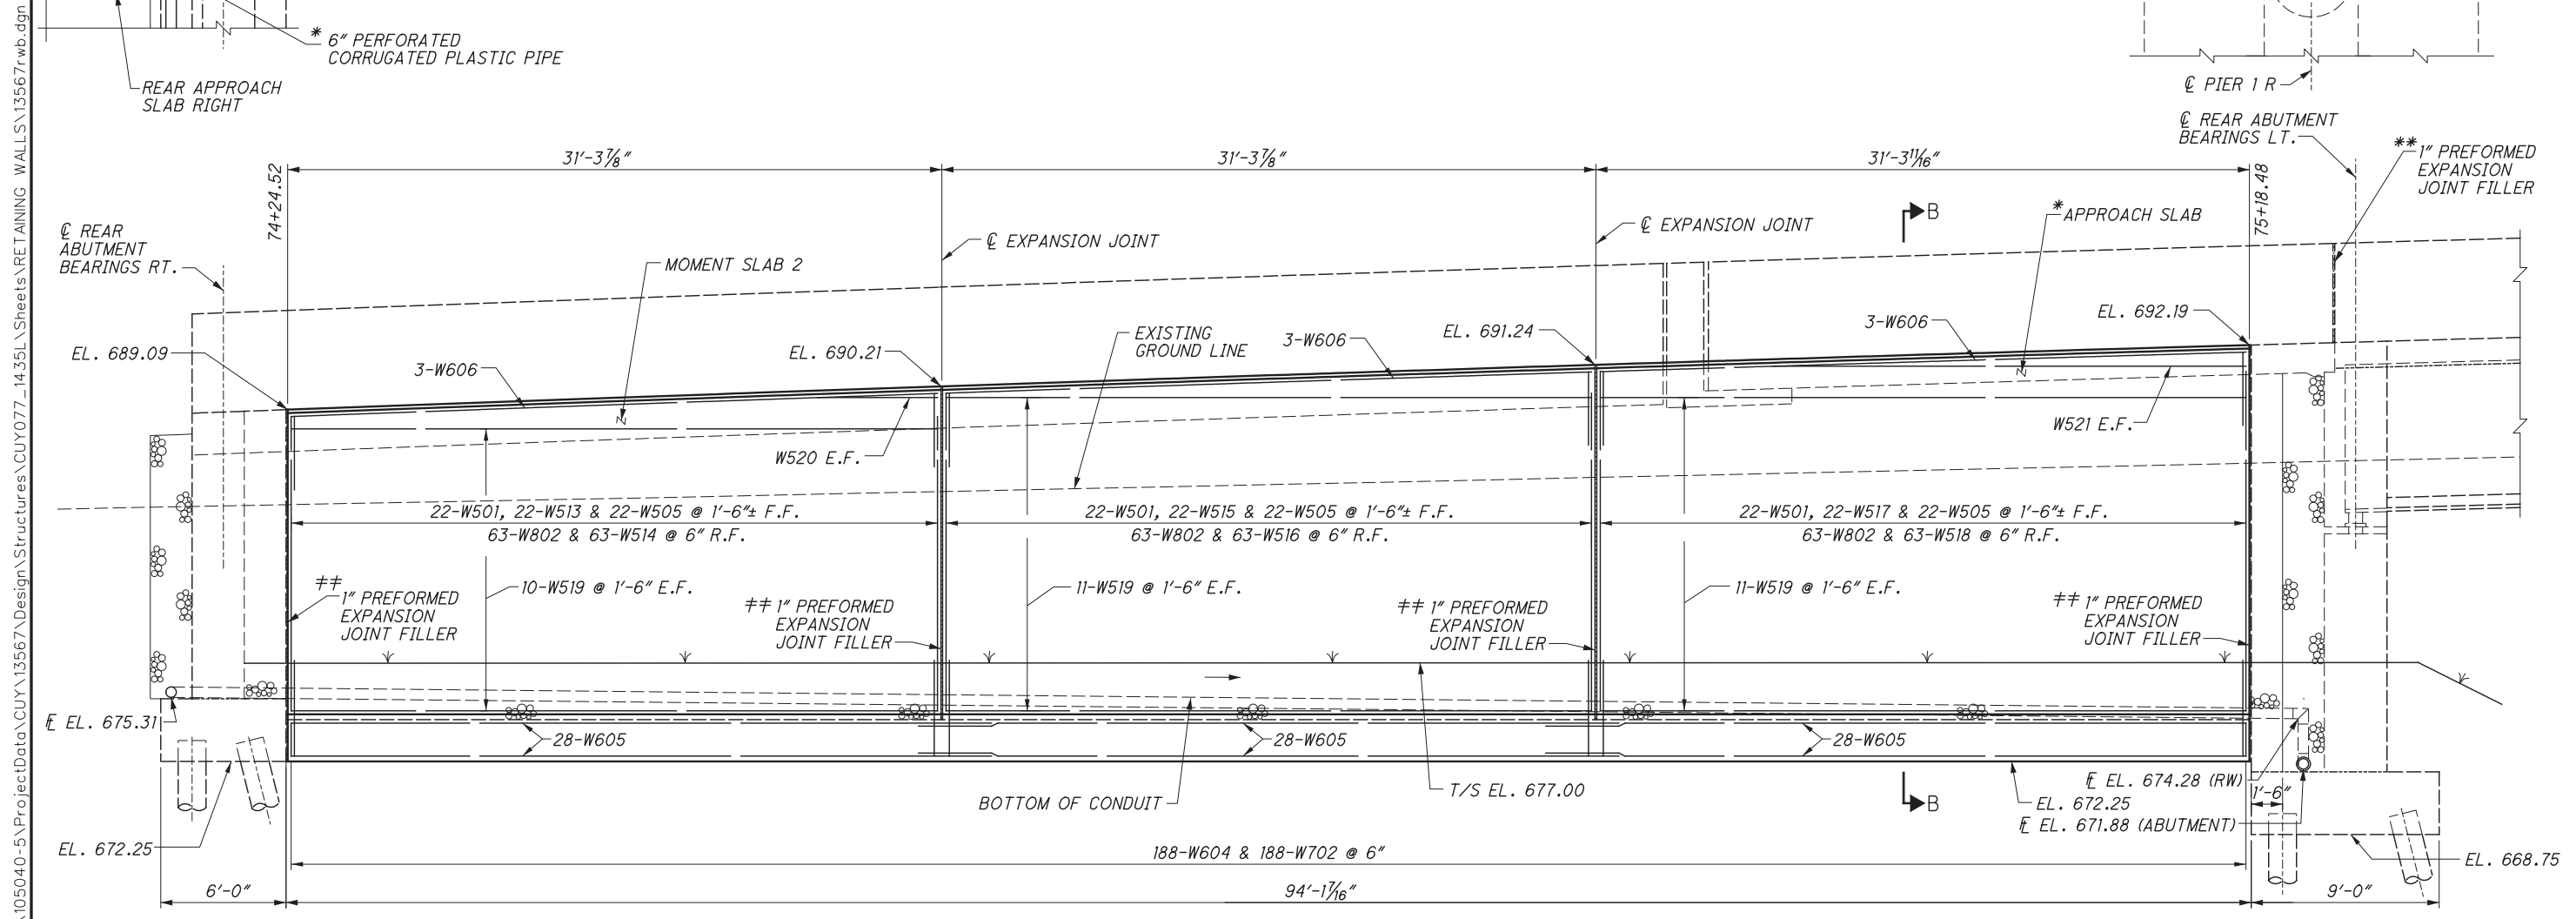 \105040-5\ProjectData\CUY\13567\Design\Structures\CUY077_1435L\Sheets\RETAINING WALLS\13567rwb.dgn
* 6" PERFORATED
CORRUGATED PLASTIC PIPE
REAR APPROACH
SLAB RIGHT
℄ PIER 1 R
℄ REAR ABUTMENT
BEARINGS LT.
** 1" PREFORMED
EXPANSION
JOINT FILLER
31'-3⅞"
31'-3⅞"
31'-3 11/16"
74+24.52
75+18.48
B
* APPROACH SLAB
℄ REAR
ABUTMENT
BEARINGS RT.
℄ EXPANSION JOINT
℄ EXPANSION JOINT
MOMENT SLAB 2
EL. 689.09
3-W606
EL. 690.21
EXISTING
GROUND LINE
3-W606
EL. 691.24
3-W606
EL. 692.19
W520 E.F.
W521 E.F.
22-W501, 22-W513 & 22-W505 @ 1'-6"± F.F.
63-W802 & 63-W514 @ 6" R.F.
22-W501, 22-W515 & 22-W505 @ 1'-6"± F.F.
63-W802 & 63-W516 @ 6" R.F.
22-W501, 22-W517 & 22-W505 @ 1'-6"± F.F.
63-W802 & 63-W518 @ 6" R.F.
10-W519 @ 1'-6" E.F.
11-W519 @ 1'-6" E.F.
11-W519 @ 1'-6" E.F.
‡‡
1" PREFORMED
EXPANSION
JOINT FILLER
‡‡ 1" PREFORMED
EXPANSION
JOINT FILLER
‡‡ 1" PREFORMED
EXPANSION
JOINT FILLER
‡‡ 1" PREFORMED
EXPANSION
JOINT FILLER
EL. 675.31
28-W605
28-W605
28-W605
BOTTOM OF CONDUIT
T/S EL. 677.00
B
EL. 674.28 (RW)
EL. 672.25
EL. 671.88 (ABUTMENT)
1'-6"
EL. 672.25
188-W604 & 188-W702 @ 6"
EL. 668.75
6'-0"
94'-1 7/16"
9'-0"